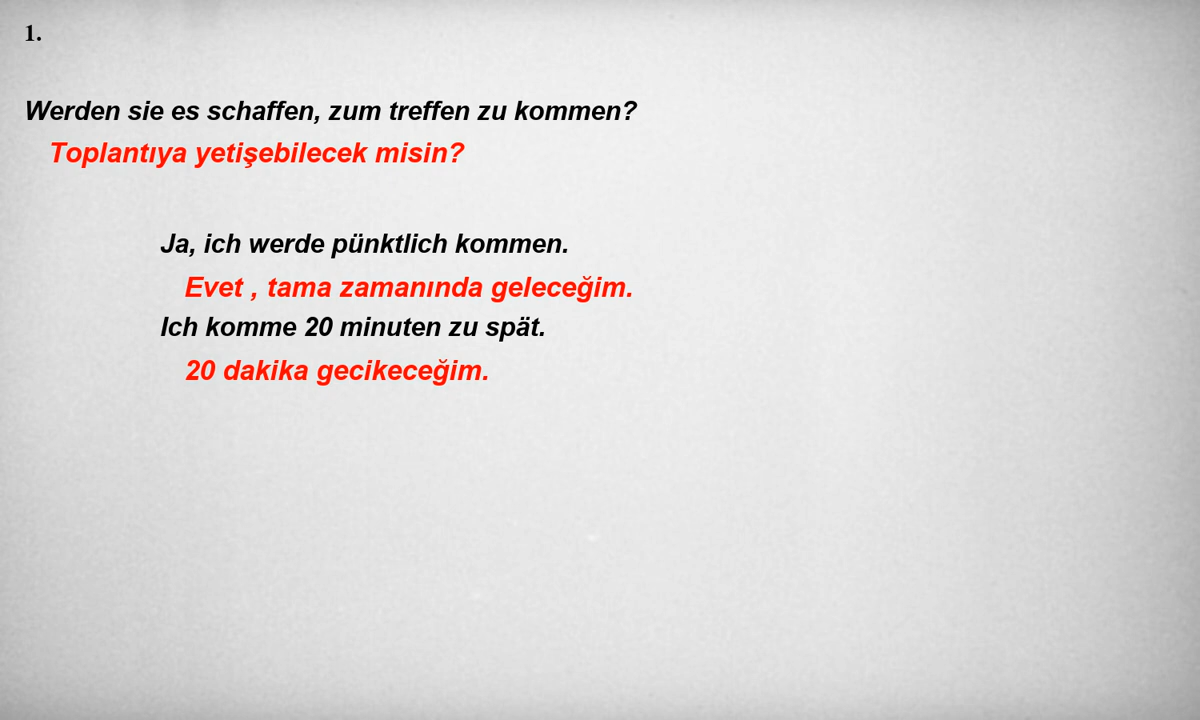 1.
Werden sie es schaffen, zum treffen zu kommen?
Toplantıya yetişebilecek misin?
Ja, ich werde pünktlich kommen.
Evet , tama zamanında geleceğim.
Ich komme 20 minuten zu spät.
20 dakika gecikeceğim.